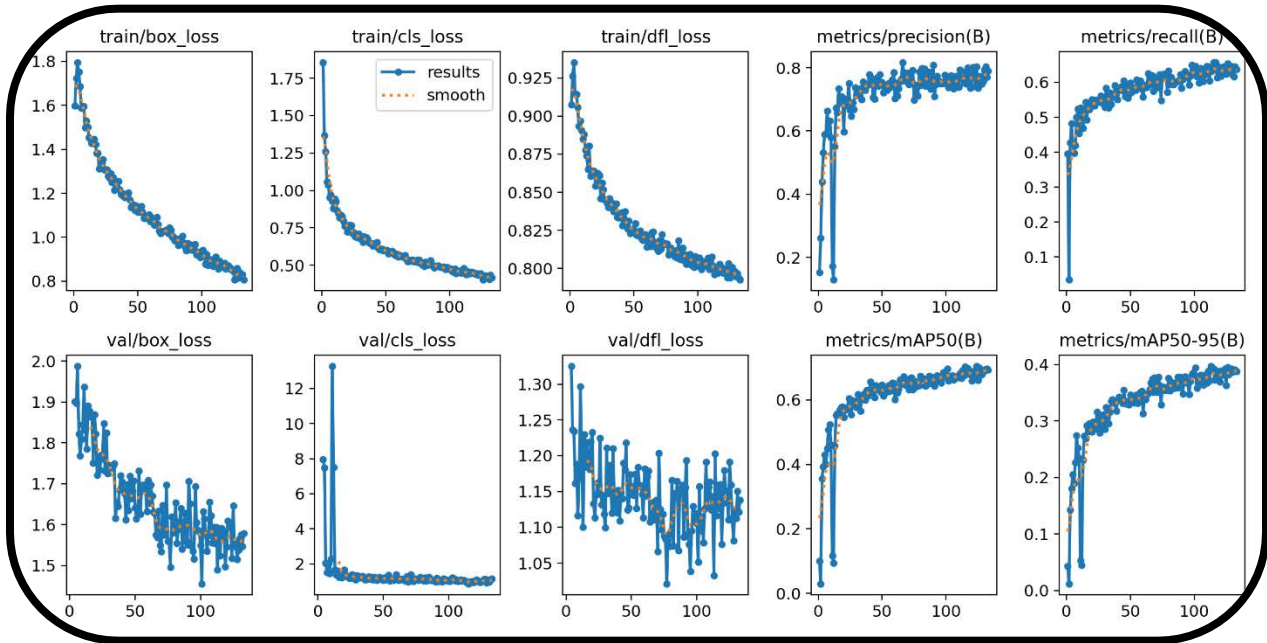 train/box_loss
train/cls_loss
train/dfl_loss
metrics/precision(B)
metrics/recall(B)
1.8
1.6
1.4
1.2
1.0
0.8
0 50 100
1.75
1.50
1.25
1.00
0.75
0.50
0 50 100
results
smooth
0.925
0.900
0.875
0.850
0.825
0.800
0 50 100
0.8
0.6
0.4
0.2
0 50 100
0.6
0.5
0.4
0.3
0.2
0.1
0 50 100
val/box_loss
val/cls_loss
val/dfl_loss
metrics/mAP50(B)
metrics/mAP50-95(B)
2.0
1.9
1.8
1.7
1.6
1.5
0 50 100
12
10
8
6
4
2
0 50 100
1.30
1.25
1.20
1.15
1.10
1.05
0 50 100
0.6
0.4
0.2
0.0
0 50 100
0.4
0.3
0.2
0.1
0.0
0 50 100